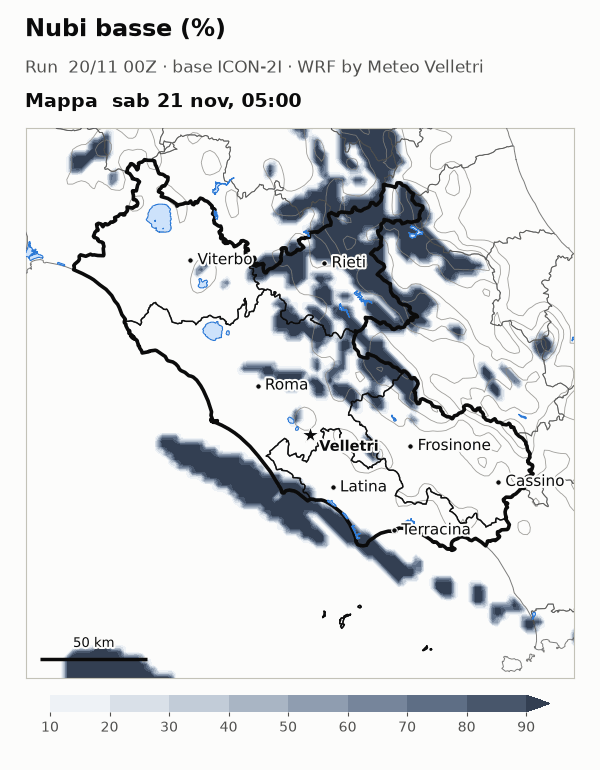 Nubi basse (%)
Run  20/11 00Z · base ICON-2I · WRF by Meteo Velletri
Mappa  sab 21 nov, 05:00
Viterbo
Rieti
Roma
Velletri
Frosinone
Latina
Cassino
Terracina
50 km
10 20 30 40 50 60 70 80 90